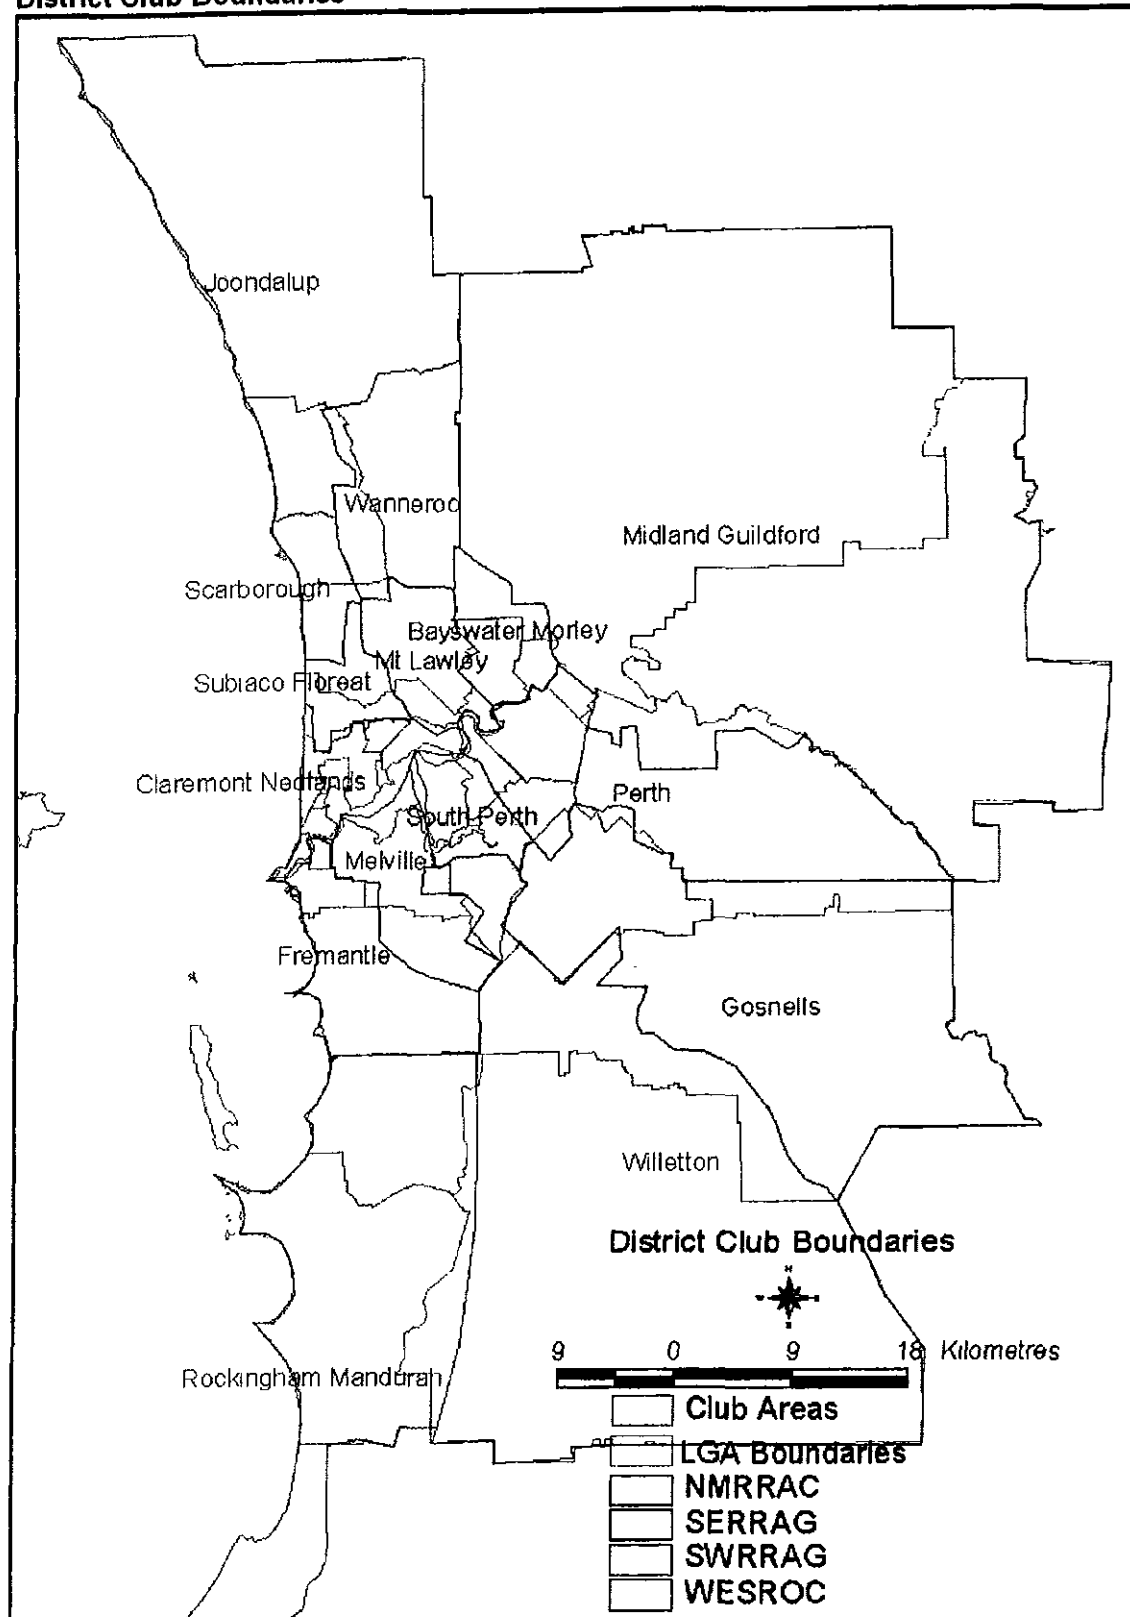 District Club Boundaries
Joondalup
Wanneroo
Midland Guildford
Scarborough
Bayswater Morley
Mt Lawley
Subiaco Floreat
Claremont Nedlands
Perth
South Perth
Melville
Fremantle
Gosnells
Willetton
District Club Boundaries
9 0 9 18 Kilometres
Rockingham Mandurah
Club Areas
LGA Boundaries
NMRRAC
SERRAG
SWRRAG
WESROC